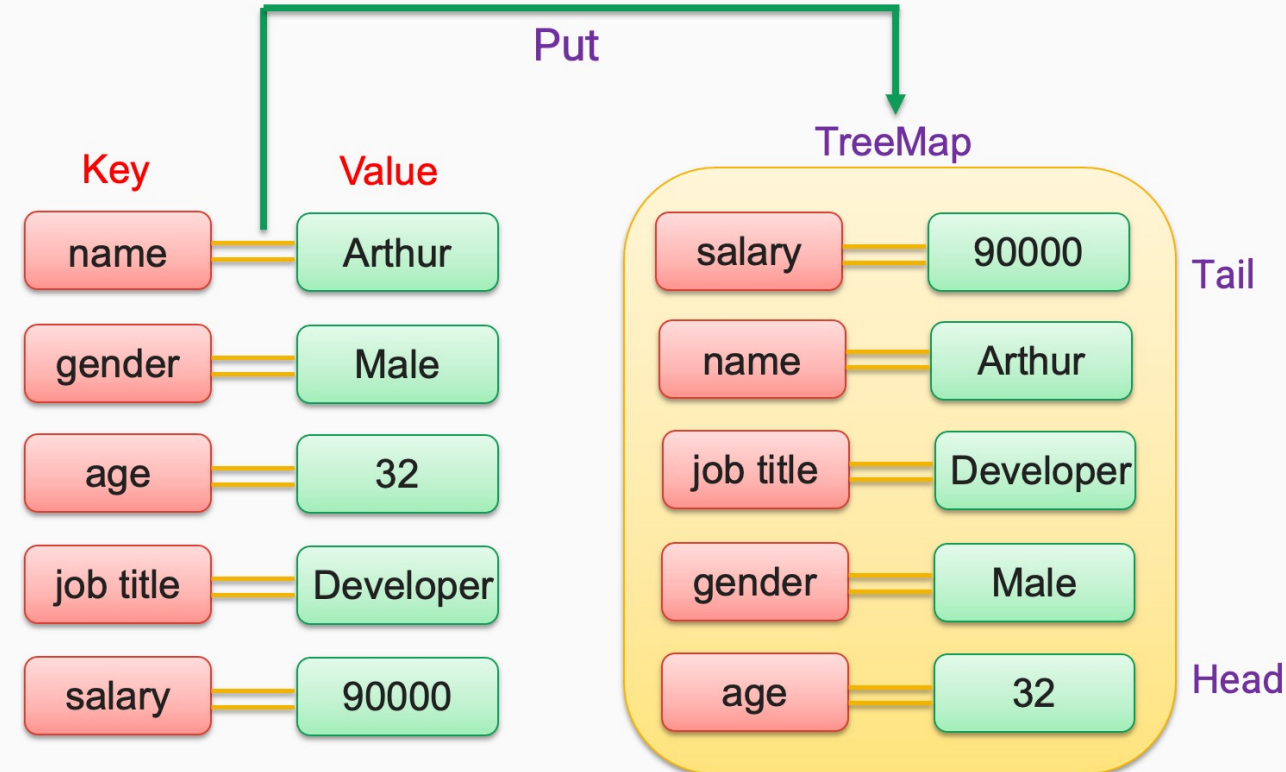 Put
TreeMap
Key Value
name Arthur
gender Male
age 32
job title Developer
salary 90000
salary 90000
Tail
name Arthur
job title Developer
gender Male
age 32
Head